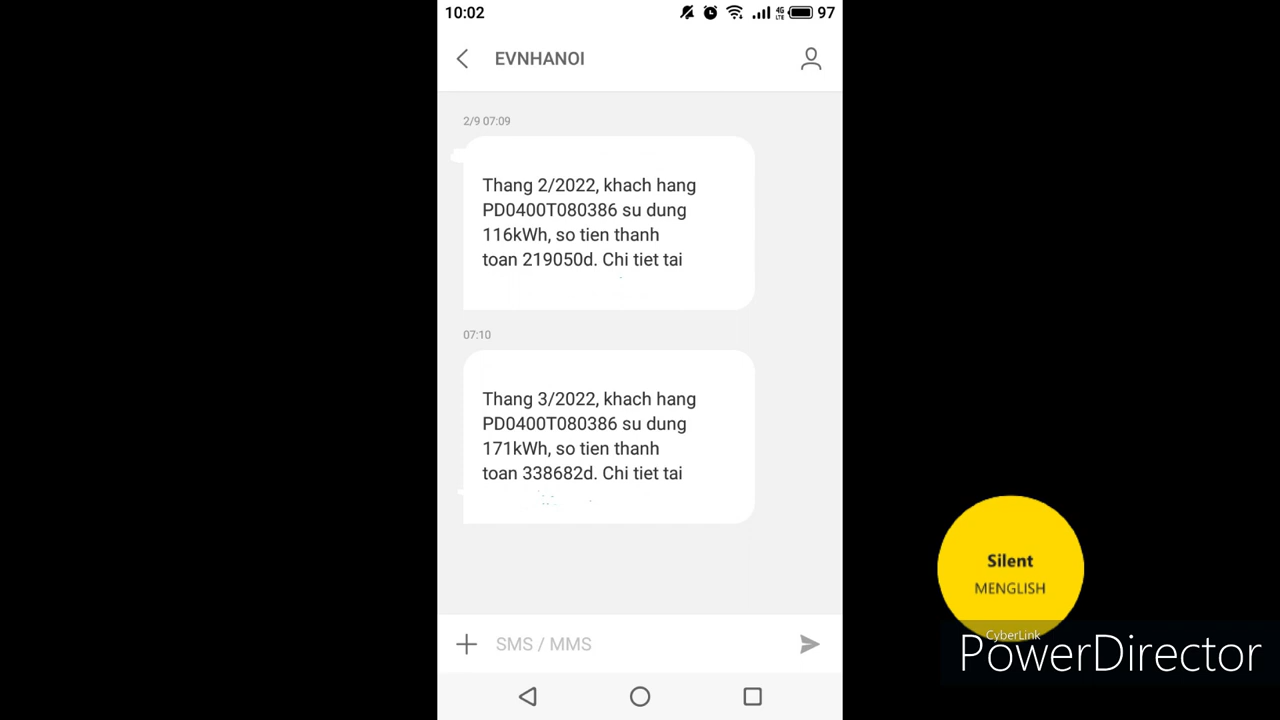 10:02
4G
LTE
97
EVNHANOI
2/9 07:09
Thang 2/2022, khach hang
PD0400T080386 su dung
116kWh, so tien thanh
toan 219050d. Chi tiet tai
07:10
Thang 3/2022, khach hang
PD0400T080386 su dung
171kWh, so tien thanh
toan 338682d. Chi tiet tai
SMS / MMS
Silent
MENGLISH
CyberLink
PowerDirector